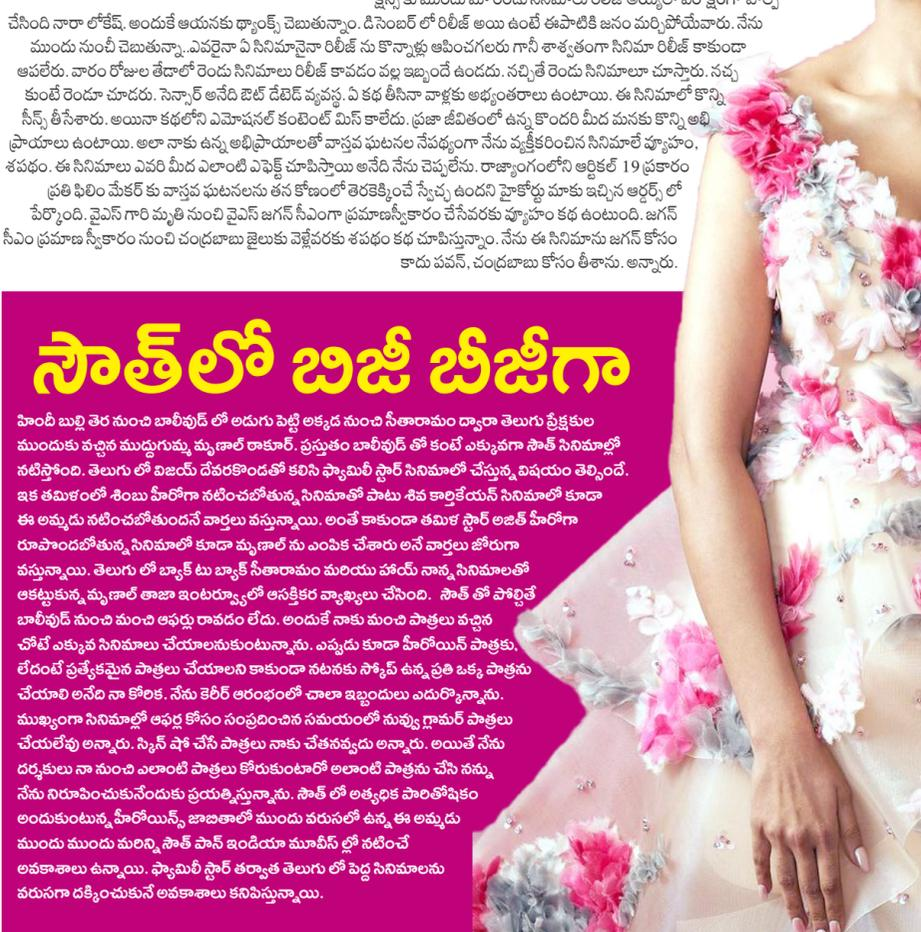 చేసింది నారా లోకేష్. అందుకే ఆయనకు థ్యాంక్స్ చెబుతున్నాం. డిసెంబర్ లో రిలీజ్ అయి ఉంటే ఈపాటికి జనం మర్చిపోయేవారు. నేను
ముందు నుంచీ చెబుతున్నా..ఎవరైనా ఏ సినిమానైనా రిలీజ్ ను కొన్నాళ్లు ఆపించగలరు గానీ శాశ్వతంగా సినిమా రిలీజ్ కాకుండా
ఆపలేరు. వారం రోజుల తేడాలో రెండు సినిమాలు రిలీజ్ కావడం వల్ల ఇబ్బందే ఉండదు. నచ్చితే రెండు సినిమాలూ చూస్తారు. నచ్చ
కుంటే రెండూ చూడరు. సెన్సార్ అనేది ఔట్ డేటెడ్ వ్యవస్థ. ఏ కథ తీసినా వాళ్లకు అభ్యంతరాలు ఉంటాయి. ఈ సినిమాలో కొన్ని
సీన్స్ తీసేశారు. అయినా కథలోని ఎమోషనల్ కంటెంట్ మిస్ కాలేదు. ప్రజా జీవితంలో ఉన్న కొందరి మీద మనకు కొన్ని అభి
ప్రాయాలు ఉంటాయి. అలా నాకు ఉన్న అభిప్రాయాలతో వాస్తవ ఘటనల నేపథ్యంగా నేను వ్యక్తీకరించిన సినిమాలే వ్యూహం,
శపథం. ఈ సినిమాలు ఎవరి మీద ఎలాంటి ఎఫెక్ట్ చూపిస్తాయి అనేది నేను చెప్పలేను. రాజ్యాంగంలోని ఆర్టికల్ 19 ప్రకారం
ప్రతి ఫిలిం మేకర్ కు వాస్తవ ఘటనలను తన కోణంలో తెరకెక్కించే స్వేచ్ఛ ఉందని హైకోర్టు మాకు ఇచ్చిన ఆర్డర్స్ లో
పేర్కొంది. వైఎస్ గారి మృతి నుంచి వైఎస్ జగన్ సీఎంగా ప్రమాణస్వీకారం చేసేవరకు వ్యూహం కథ ఉంటుంది. జగన్
సీఎం ప్రమాణ స్వీకారం నుంచి చంద్రబాబు జైలుకు వెళ్లేవరకు శపథం కథ చూపిస్తున్నాం. నేను ఈ సినిమాను జగన్ కోసం
కాదు పవన్, చంద్రబాబు కోసం తీశాను. అన్నారు.
సౌత్‌లో బిజీ బీజీగా
హిందీ బుల్లి తెర నుంచి బాలీవుడ్ లో అడుగు పెట్టి అక్కడ నుంచి సీతారామం ద్వారా తెలుగు ప్రేక్షకుల
ముందుకు వచ్చిన ముద్దుగుమ్మ మృణాల్ ఠాకూర్. ప్రస్తుతం బాలీవుడ్ తో కంటే ఎక్కువగా సౌత్ సినిమాల్లో
నటిస్తోంది. తెలుగు లో విజయ్ దేవరకొండతో కలిసి ఫ్యామిలీ స్టార్ సినిమాలో చేస్తున్న విషయం తెల్సిందే.
ఇక తమిళంలో శింబు హీరోగా నటించబోతున్న సినిమాతో పాటు శివ కార్తికేయన్ సినిమాలో కూడా
ఈ అమ్మడు నటించబోతుందనే వార్తలు వస్తున్నాయి. అంతే కాకుండా తమిళ స్టార్ అజిత్ హీరోగా
రూపొందబోతున్న సినిమాలో కూడా మృణాల్ ను ఎంపిక చేశారు అనే వార్తలు జోరుగా
వస్తున్నాయి. తెలుగు లో బ్యాక్ టు బ్యాక్ సీతారామం మరియు హాయ్ నాన్న సినిమాలతో
ఆకట్టుకున్న మృణాల్ తాజా ఇంటర్వ్యూలో ఆసక్తికర వ్యాఖ్యలు చేసింది. సౌత్ తో పోల్చితే
బాలీవుడ్ నుంచి మంచి ఆఫర్లు రావడం లేదు. అందుకే నాకు మంచి పాత్రలు వచ్చిన
చోటే ఎక్కువ సినిమాలు చేయాలనుకుంటున్నాను. ఎప్పడు కూడా హీరోయిన్ పాత్రకు,
లేదంటే ప్రత్యేకమైన పాత్రలు చేయాలని కాకుండా నటనకు స్కోప్ ఉన్న ప్రతి ఒక్క పాత్రను
చేయాలి అనేది నా కోరిక. నేను కెరీర్ ఆరంభంలో చాలా ఇబ్బందులు ఎదుర్కొన్నాను.
ముఖ్యంగా సినిమాల్లో ఆఫర్ల కోసం సంప్రదించిన సమయంలో నువ్వు గ్లామర్ పాత్రలు
చేయలేవు అన్నారు. స్కిన్ షో చేసే పాత్రలు నాకు చేతనవ్వదు అన్నారు. అయితే నేను
దర్శకులు నా నుంచి ఎలాంటి పాత్రలు కోరుకుంటారో అలాంటి పాత్రను చేసి నన్ను
నేను నిరూపించుకునేందుకు ప్రయత్నిస్తున్నాను. సౌత్ లో అత్యధిక పారితోషికం
అందుకుంటున్న హీరోయిన్స్ జాబితాలో ముందు వరుసలో ఉన్న ఈ అమ్మడు
ముందు ముందు మరిన్ని సౌత్ పాన్ ఇండియా మూవీస్ ల్లో నటించే
అవకాశాలు ఉన్నాయి. ఫ్యామిలీ స్టార్ తర్వాత తెలుగు లో పెద్ద సినిమాలను
వరుసగా దక్కించుకునే అవకాశాలు కనిపిస్తున్నాయి.